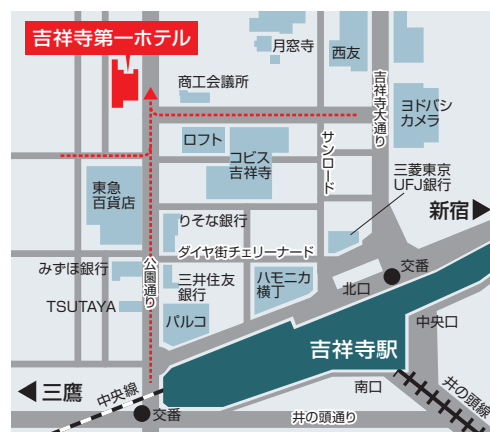 吉祥寺第一ホテル
月窓寺
西友
商工会議所
吉祥寺大通り
ヨドバシ
カメラ
ロフト
コピス
吉祥寺
サンロード
三菱東京
UFJ銀行
東急
百貨店
新宿
りそな銀行
ダイヤ街チェリーナード
みずほ銀行
公園通り
三井住友
銀行
ハモニカ
横丁
交番
北口
TSUTAYA
パルコ
中央口
吉祥寺駅
三鷹
中央線
南口
井の頭線
交番
井の頭通り